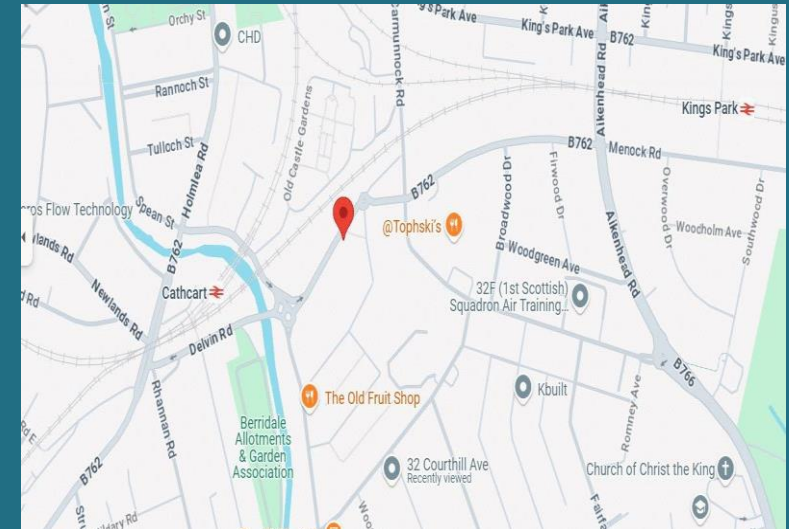 Orchy St
CHD
King's Park Ave
B762
King's Park Ave
Rannoch St
Carmunnock Rd
Aikenhead Rd
Kings Park
Tulloch St
Holmlea Rd
Old Castle Gardens
B762
Menock Rd
B762
Flow Technology
Spean St
@Tophski's
Broadwood Dr
Firwood Dr
Overwood Dr
Southwood Dr
Woodholm Ave
B762
Woodgreen Ave
Aikenhead Rd
Newlands Rd
Cathcart
32F (1st Scottish)
Squadron Air Training...
Delvin Rd
B766
Rhannan Rd
The Old Fruit Shop
Kbuilt
Romney Ave
Berridale
Allotments
& Garden
Association
B762
32 Courthill Ave
Recently viewed
Church of Christ the King